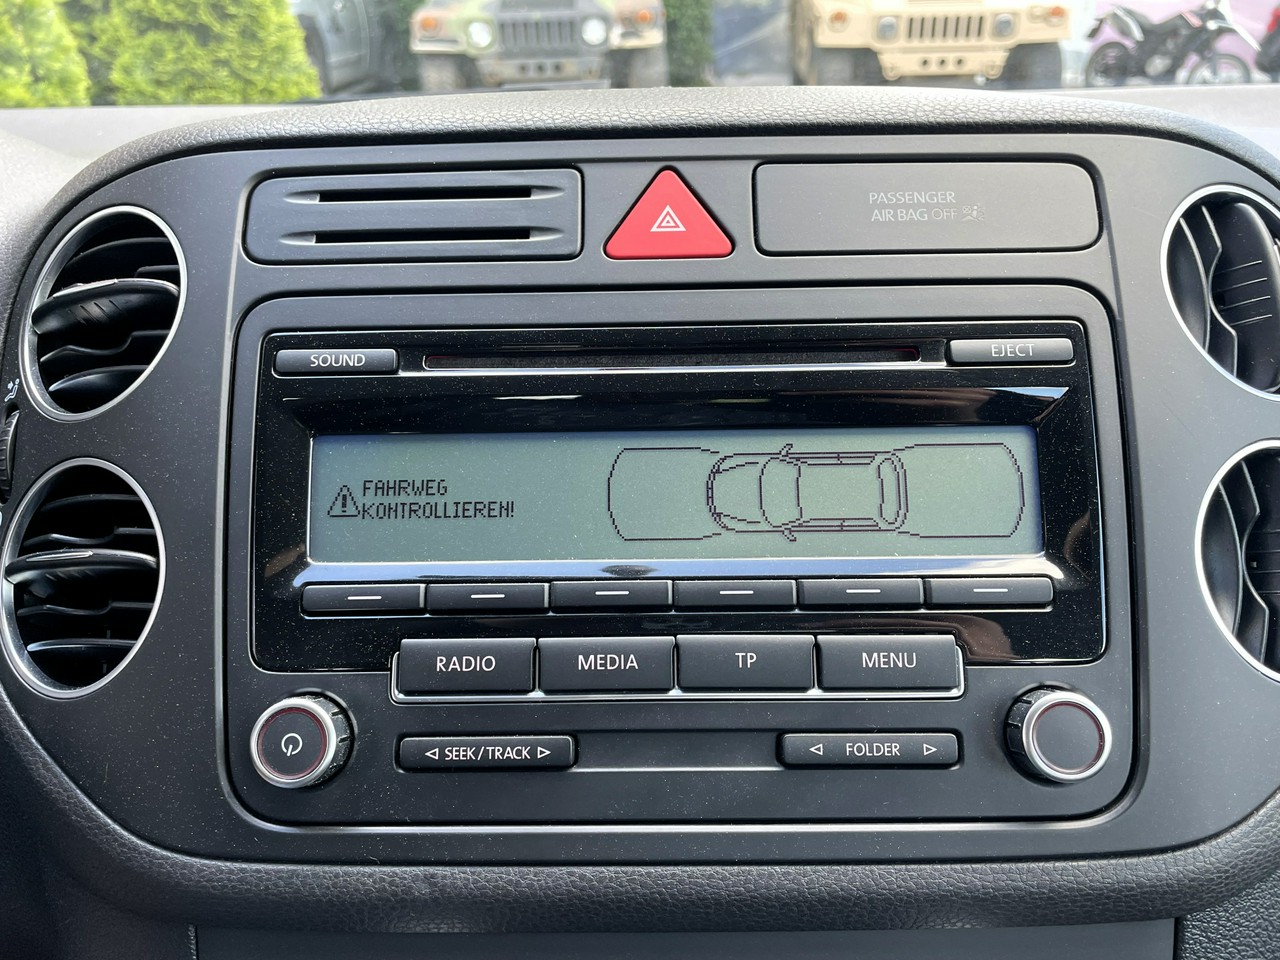 PASSENGER
AIR BAG OFF
SOUND
EJECT
FAHRWEG
KONTROLLIEREN!
RADIO
MEDIA
TP
MENU
SEEK/TRACK
FOLDER